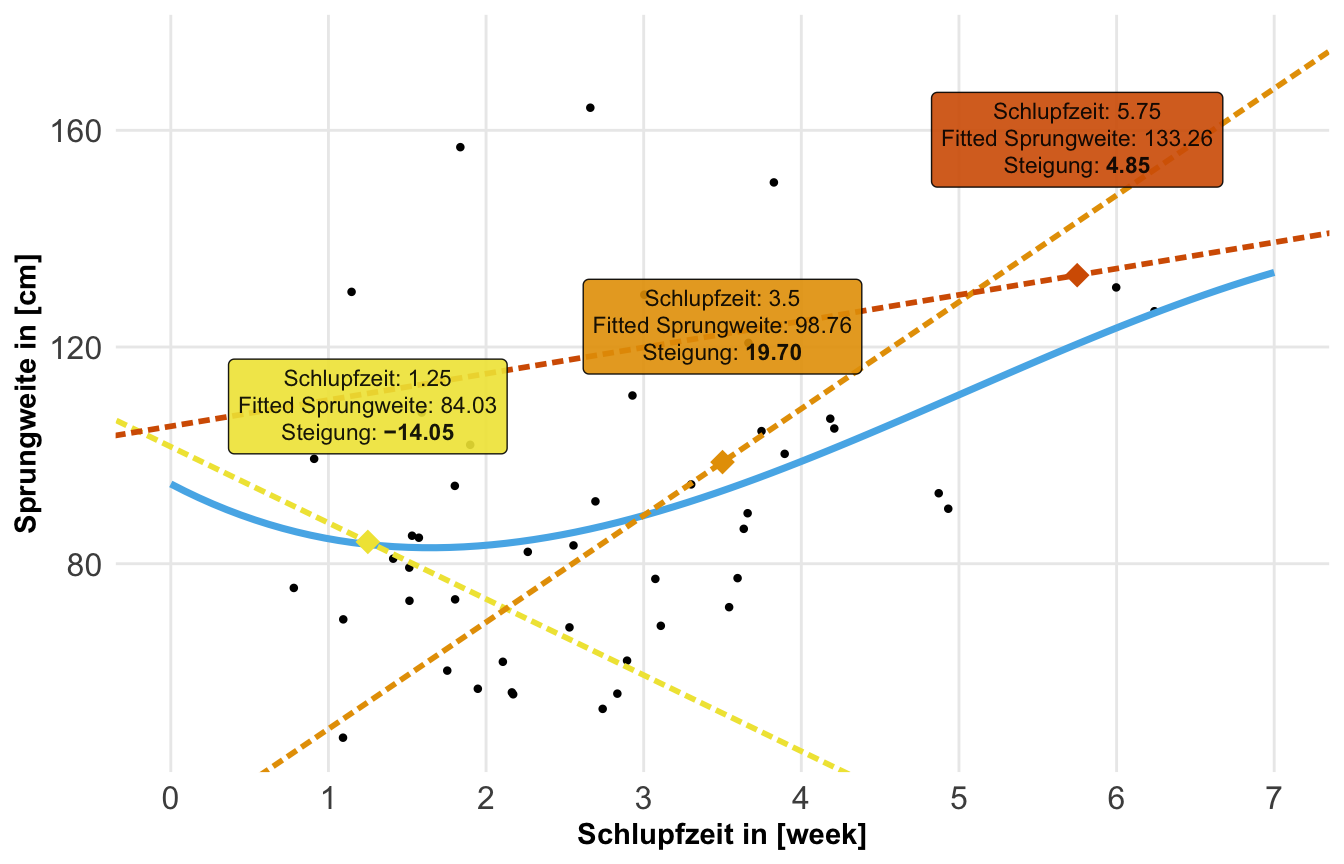 160
120
80
Sprungweite in [cm]
Schlupfzeit: 5.75
Fitted Sprungweite: 133.26
Steigung: 4.85
Schlupfzeit: 3.5
Fitted Sprungweite: 98.76
Steigung: 19.70
Schlupfzeit: 1.25
Fitted Sprungweite: 84.03
Steigung: −14.05
0 1 2 3 4 5 6 7
Schlupfzeit in [week]